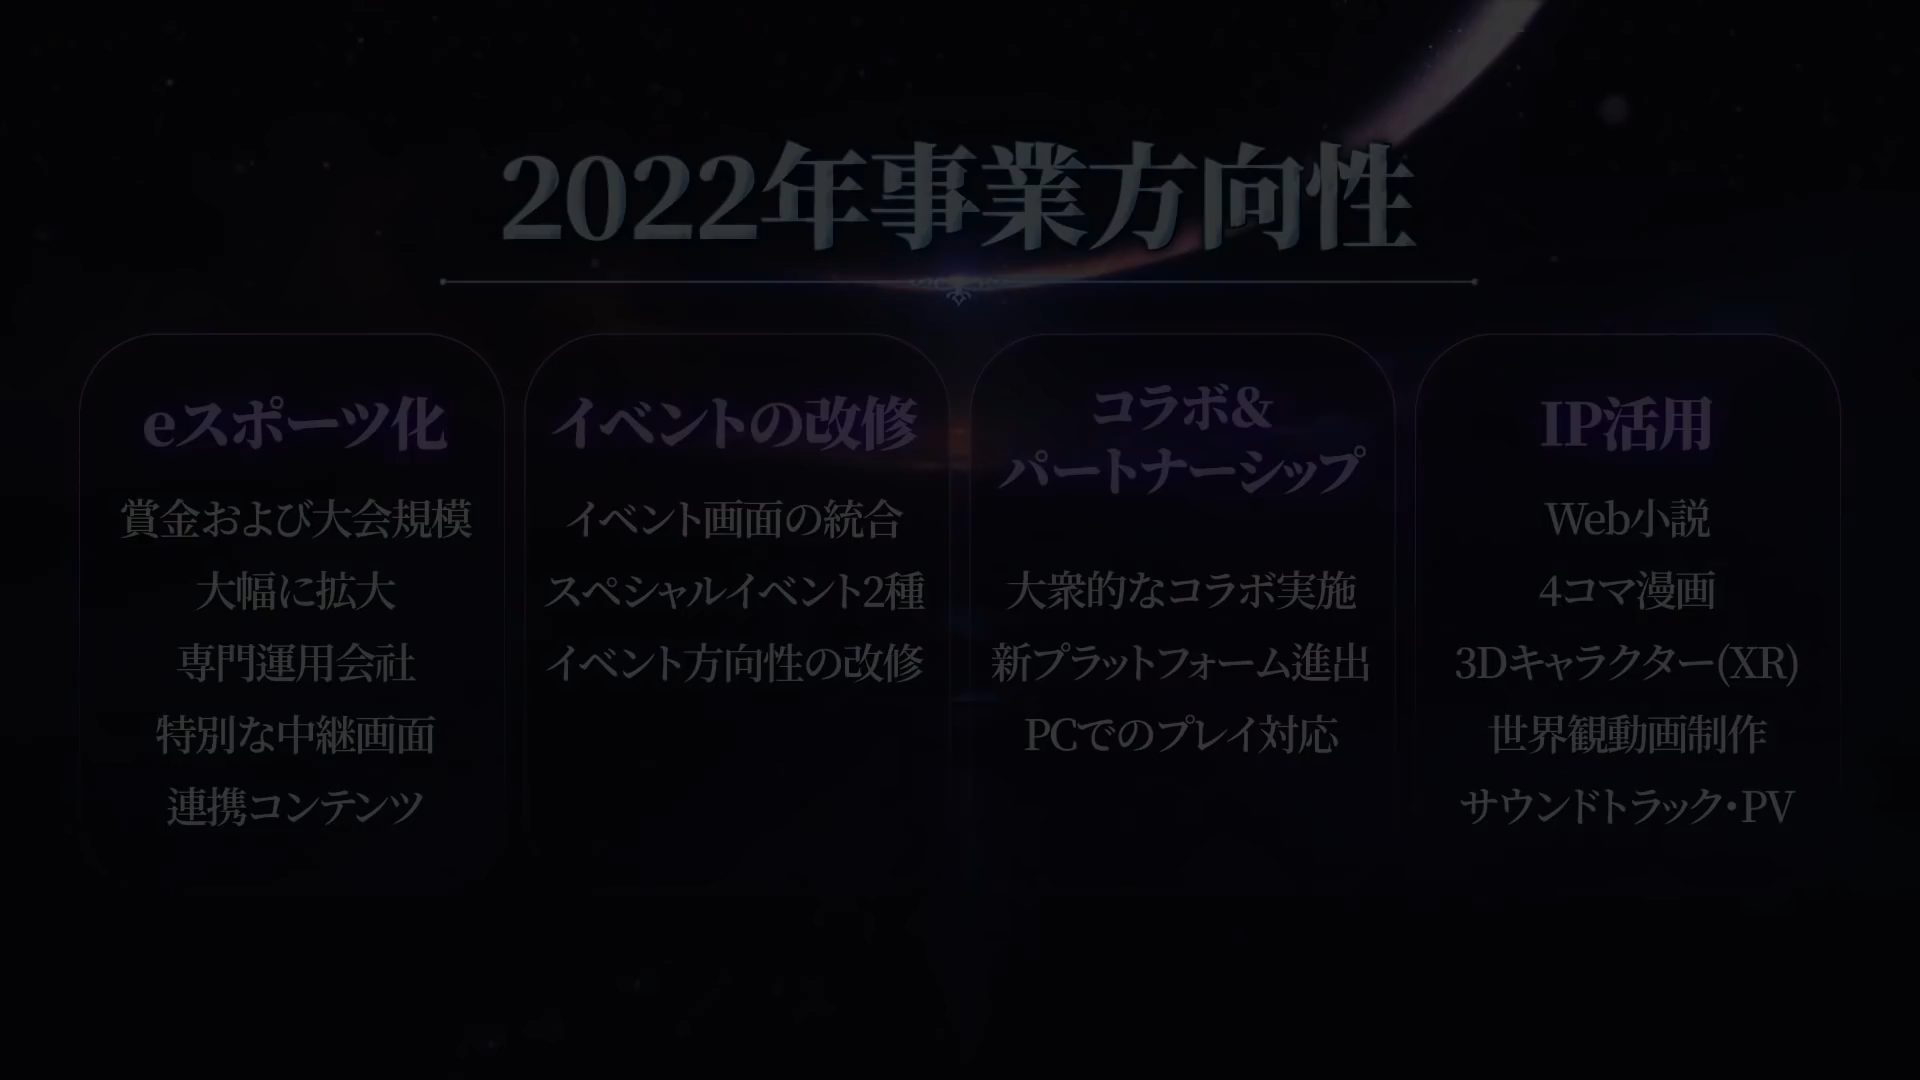 2022年事業方向性
eスポーツ化
賞金および大会規模
大幅に拡大
専門運用会社
特別な中継画面
連携コンテンツ
イベントの改修
イベント画面の統合
スペシャルイベント2種
イベント方向性の改修
コラボ&
パートナーシップ
大衆的なコラボ実施
新プラットフォーム進出
PCでのプレイ対応
IP活用
Web小説
4コマ漫画
3Dキャラクター(XR)
世界観動画制作
サウンドトラック・PV